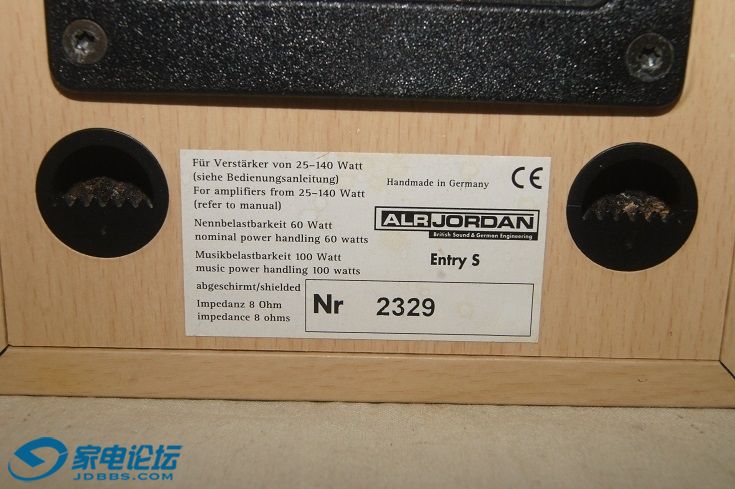 Für Verstärker von 25–140 Watt
(siehe Bedienungsanleitung)
For amplifiers from 25–140 Watt
(refer to manual)
Nennbelastbarkeit 60 Watt
nominal power handling 60 watts
Musikbelastbarkeit 100 Watt
music power handling 100 watts
abgeschirmt/shielded
Impedanz 8 Ohm
impedance 8 ohms
Handmade in Germany
CE
ALR JORDAN
British Sound & German Engineering
Entry S
Nr 2329
家电论坛
JDBBS.COM